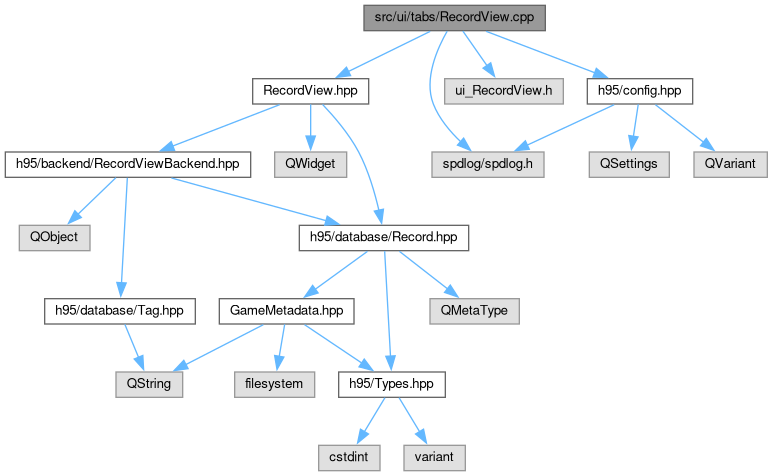 src/ui/tabs/RecordView.cpp
RecordView.hpp
ui_RecordView.h
h95/config.hpp
h95/backend/RecordViewBackend.hpp
QWidget
spdlog/spdlog.h
QSettings
QVariant
QObject
h95/database/Record.hpp
h95/database/Tag.hpp
GameMetadata.hpp
QMetaType
QString
filesystem
h95/Types.hpp
cstdint
variant